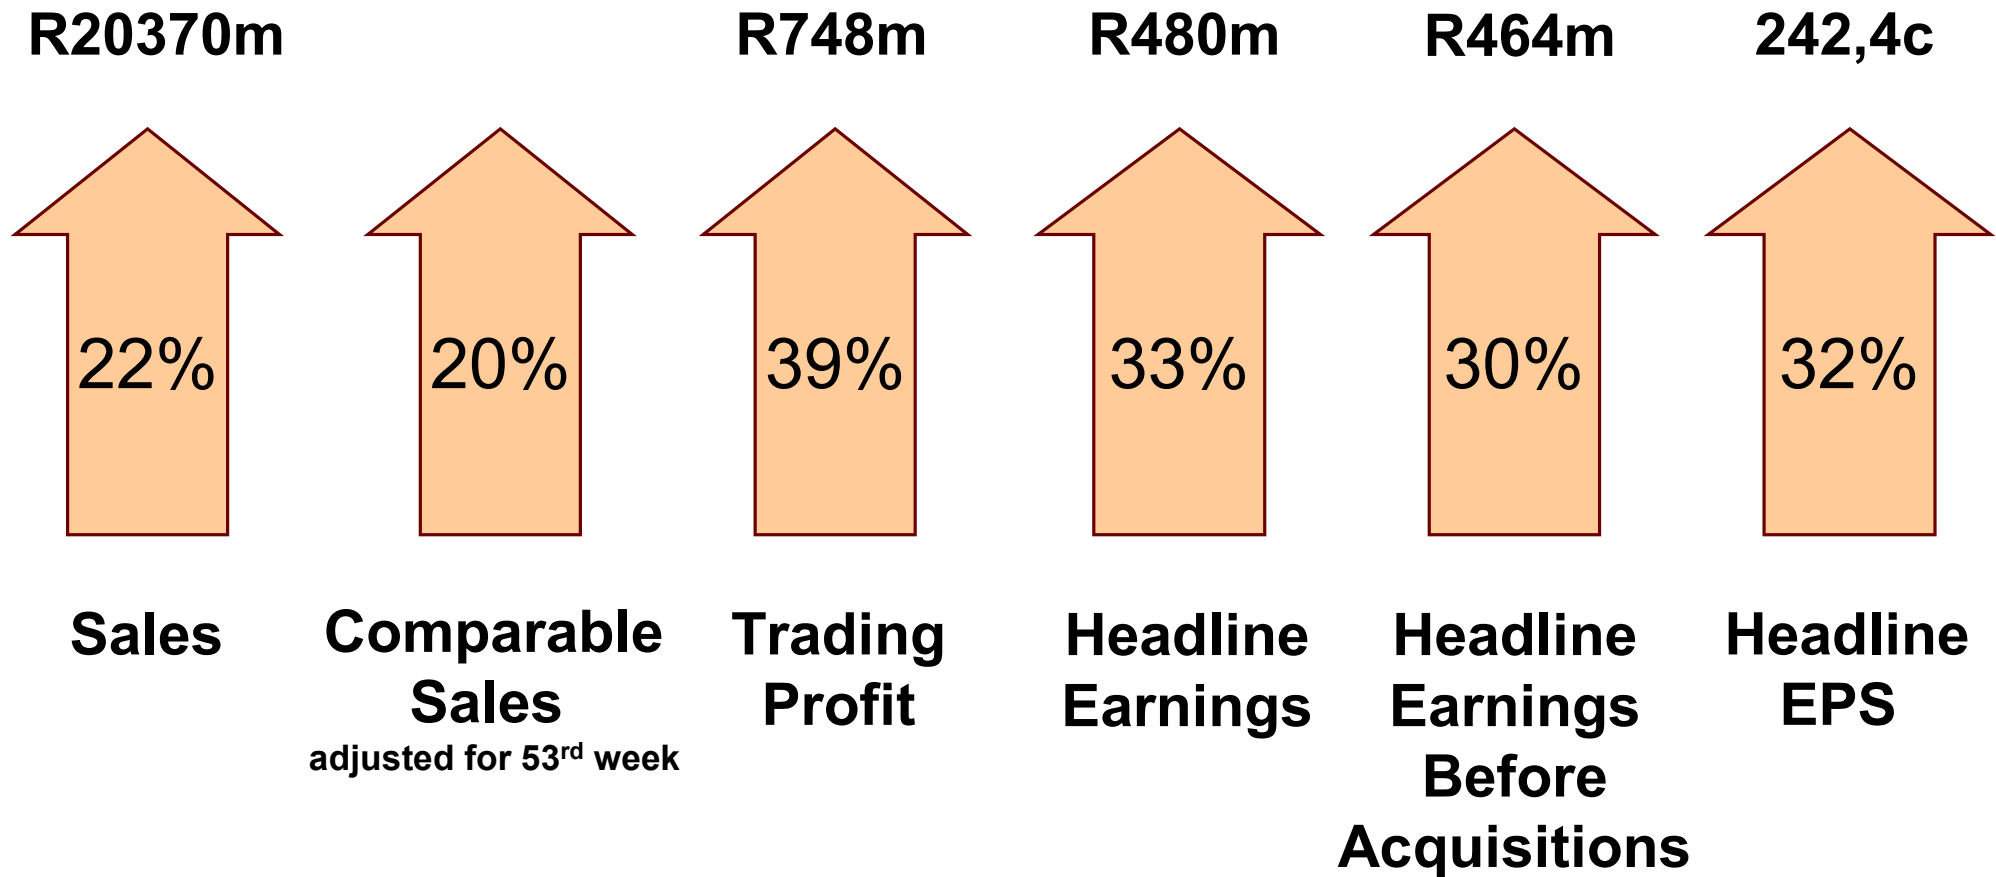 R20370m
R748m
R480m
R464m
242,4c
22%
20%
39%
33%
30%
32%
Sales
Comparable
Sales
adjusted for 53rd week
Trading
Profit
Headline
Earnings
Headline
Earnings
Before
Acquisitions
Headline
EPS